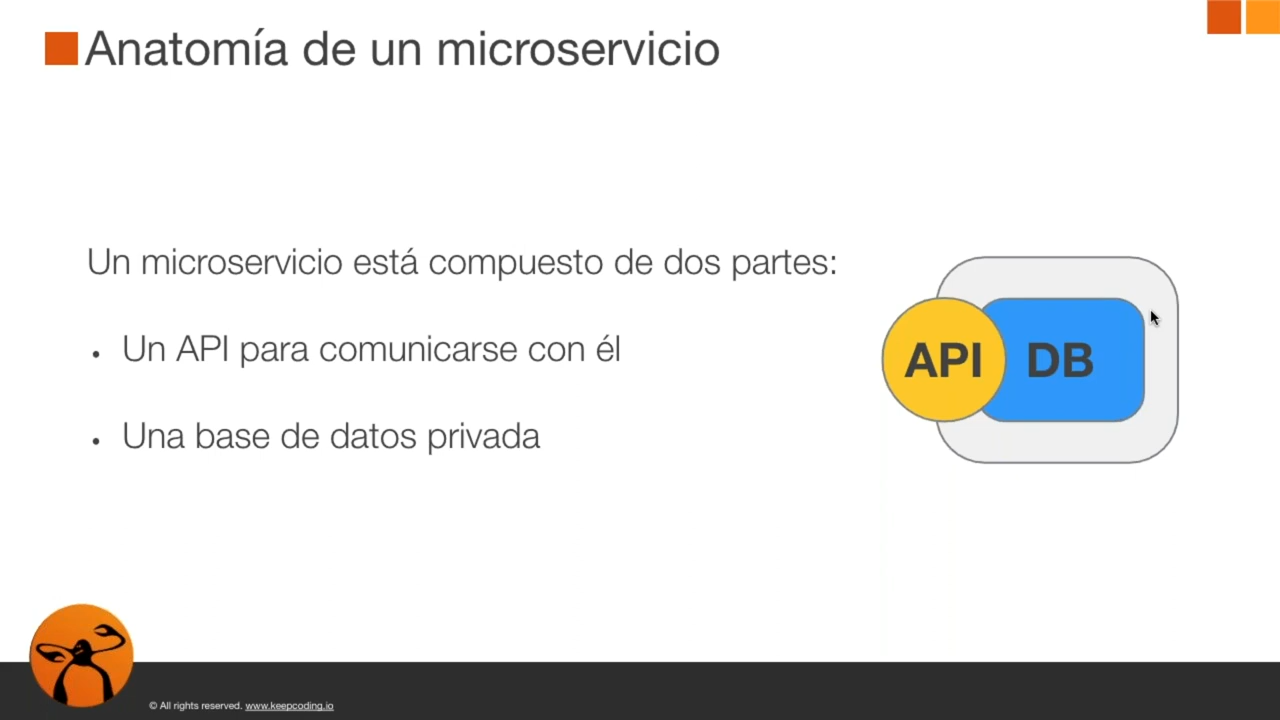 Anatomía de un microservicio
Un microservicio está compuesto de dos partes:
• Un API para comunicarse con él
• Una base de datos privada
API
DB
© All rights reserved. www.keepcoding.io